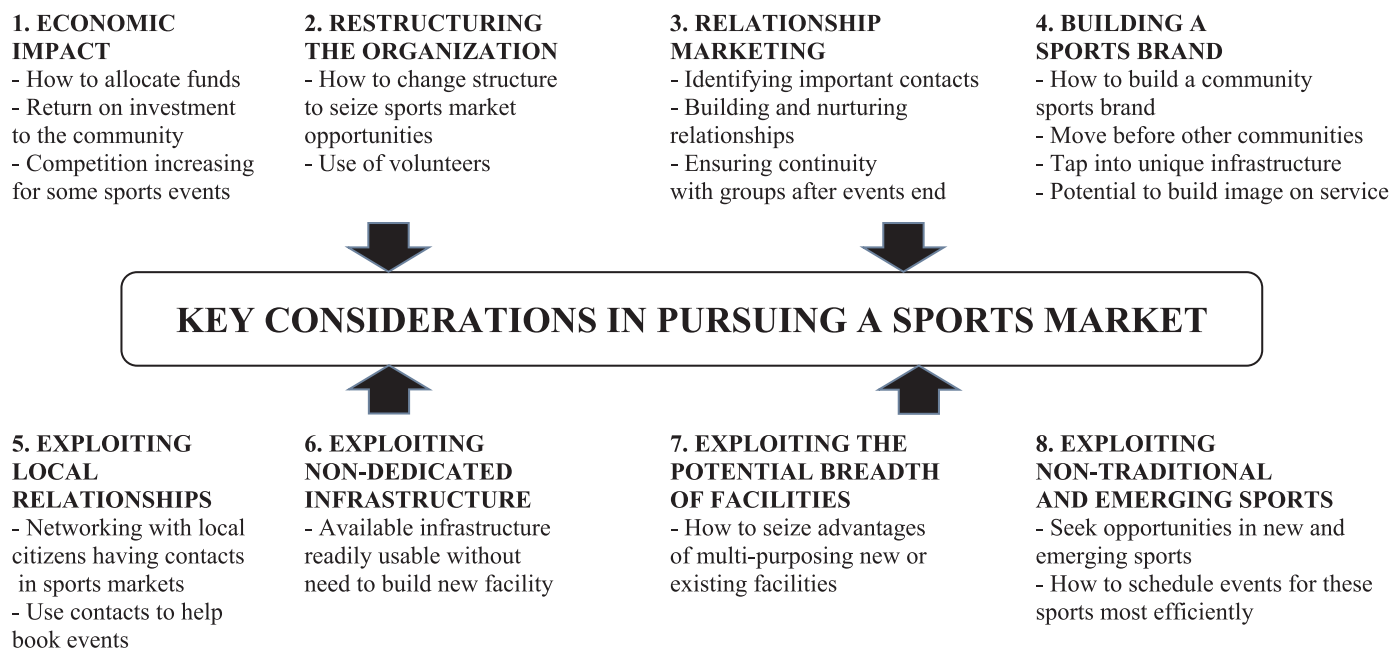 1. ECONOMIC
IMPACT
- How to allocate funds
- Return on investment
to the community
- Competition increasing
for some sports events
2. RESTRUCTURING
THE ORGANIZATION
- How to change structure
to seize sports market
opportunities
- Use of volunteers
3. RELATIONSHIP
MARKETING
- Identifying important contacts
- Building and nurturing
relationships
- Ensuring continuity
with groups after events end
4. BUILDING A
SPORTS BRAND
- How to build a community
sports brand
- Move before other communities
- Tap into unique infrastructure
- Potential to build image on service
KEY CONSIDERATIONS IN PURSUING A SPORTS MARKET
5. EXPLOITING
LOCAL
RELATIONSHIPS
- Networking with local
citizens having contacts
in sports markets
- Use contacts to help
book events
6. EXPLOITING
NON-DEDICATED
INFRASTRUCTURE
- Available infrastructure
readily usable without
need to build new facility
7. EXPLOITING THE
POTENTIAL BREADTH
OF FACILITIES
- How to seize advantages
of multi-purposing new or
existing facilities
8. EXPLOITING
NON-TRADITIONAL
AND EMERGING SPORTS
- Seek opportunities in new and
emerging sports
- How to schedule events for these
sports most efficiently